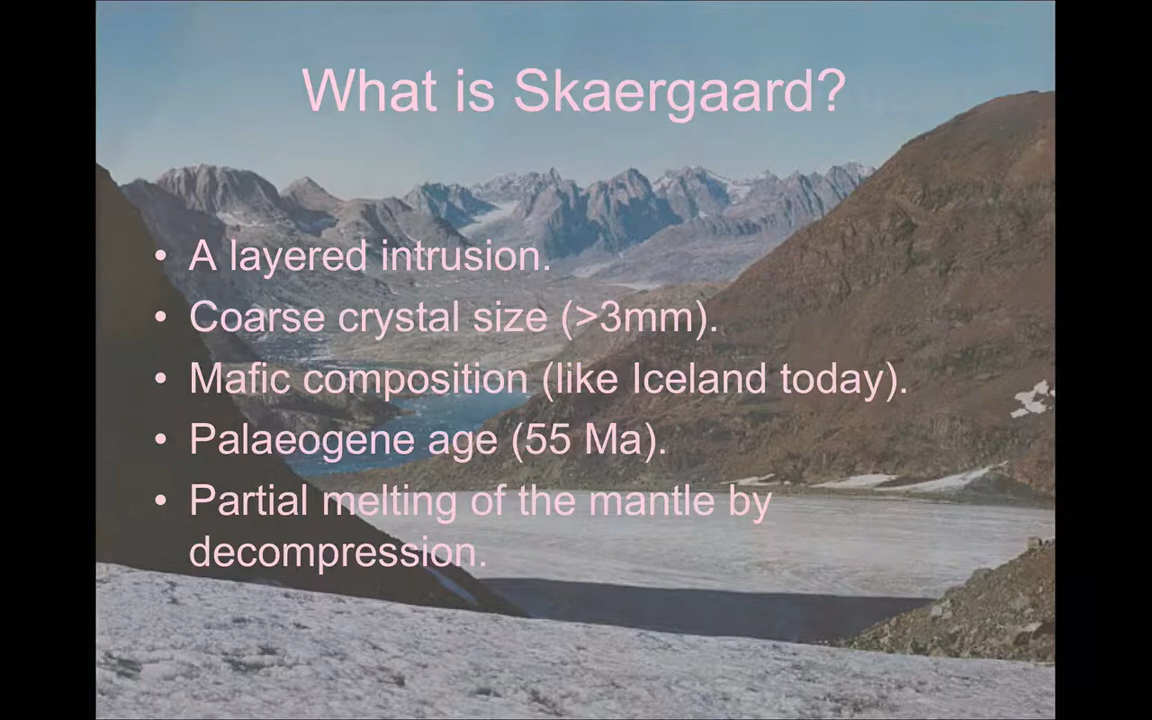 What is Skaergaard?
• A layered intrusion.
• Coarse crystal size (>3mm).
• Mafic composition (like Iceland today).
• Palaeogene age (55 Ma).
• Partial melting of the mantle by
decompression.